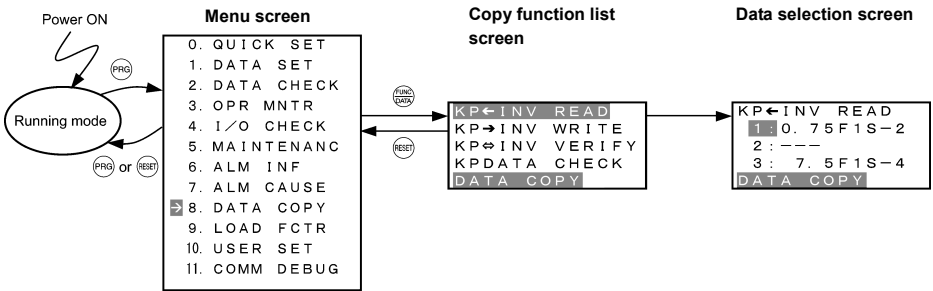 Power ON
PRG
Running mode
PRG or RESET
Menu screen
0. QUICK SET
1. DATA SET
2. DATA CHECK
3. OPR MNTR
4. I/O CHECK
5. MAINTENANC
6. ALM INF
7. ALM CAUSE
→ 8. DATA COPY
9. LOAD FCTR
10. USER SET
11. COMM DEBUG
FUNC
DATA
RESET
Copy function list
screen
KP←INV READ
KP→INV WRITE
KP⇔INV VERIFY
KPDATA CHECK
DATA COPY
Data selection screen
KP←INV READ
1:0. 75F1S−2
2:−−−
3: 7. 5F1S−4
DATA COPY